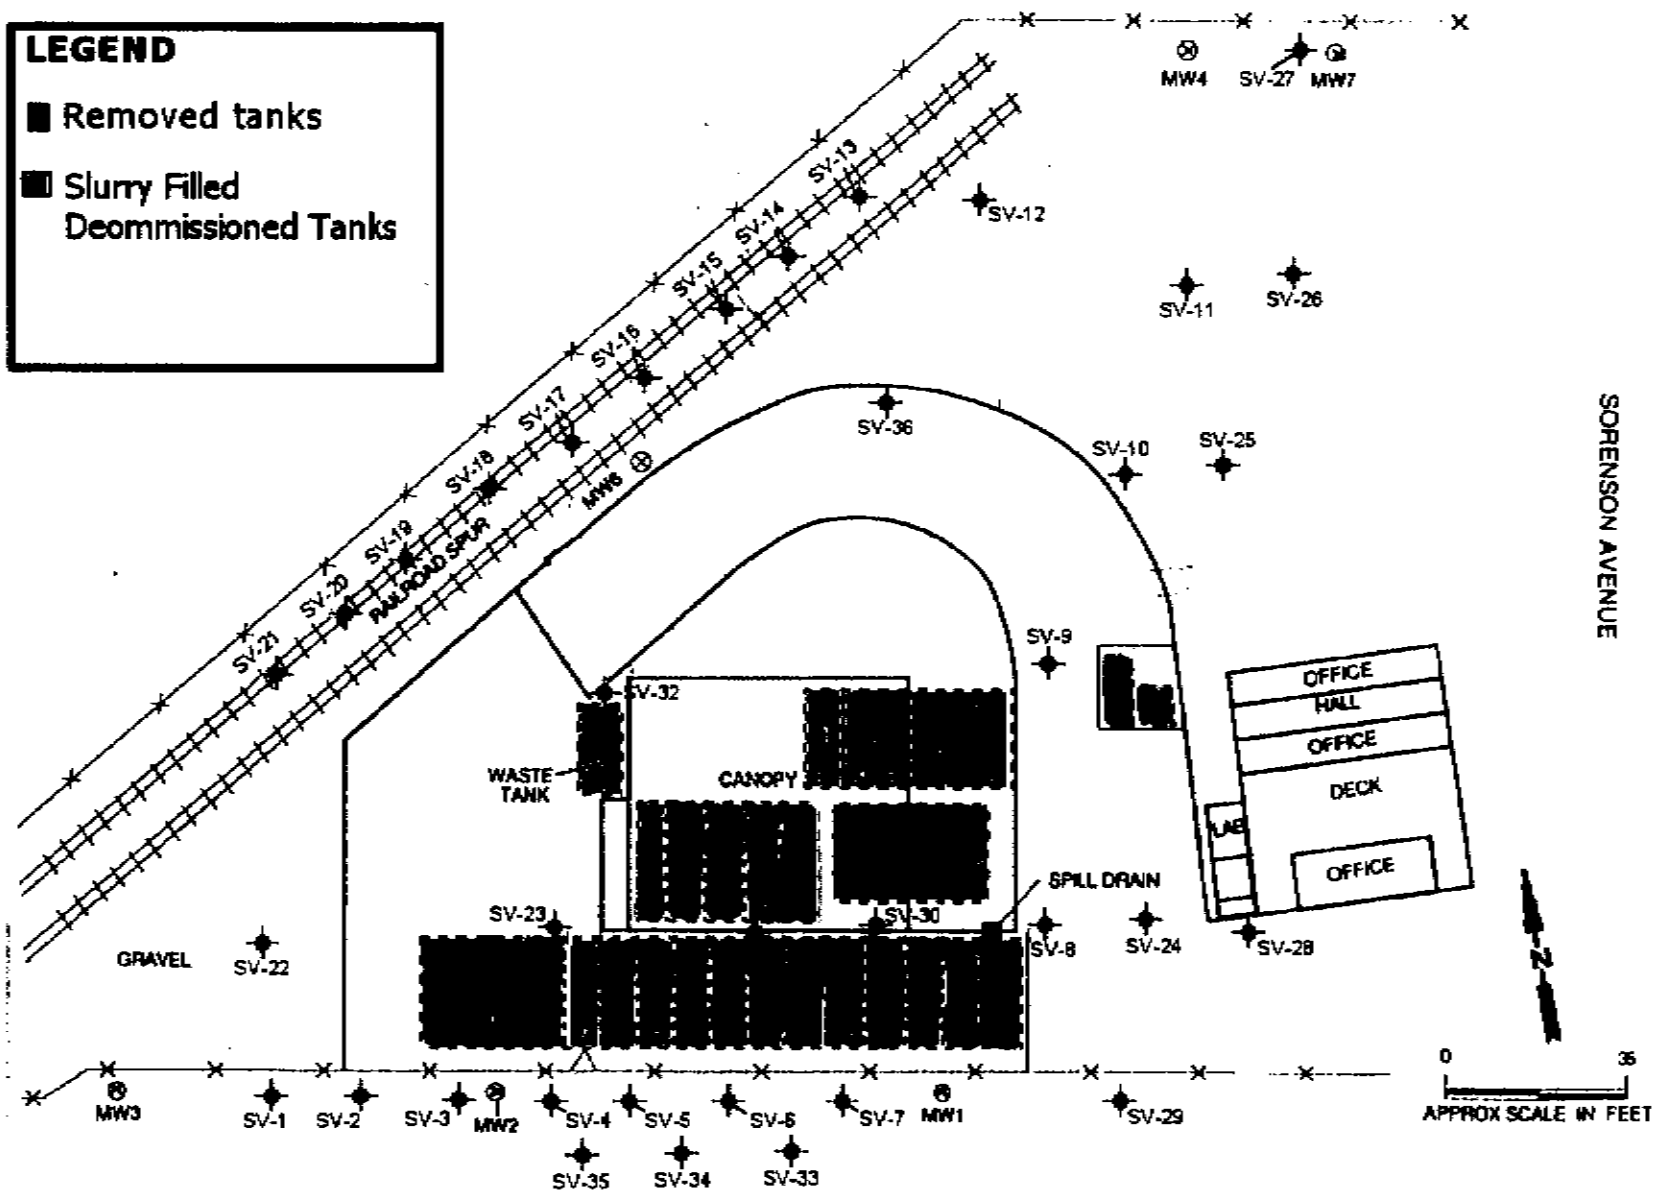 LEGEND
Removed tanks
Slurry Filled
Deommissioned Tanks
MW4
SV-27
MW7
SV-13
SV-12
SV-14
SV-15
SV-11
SV-26
SV-16
SV-17
SV-36
SORENSON AVENUE
SV-10
SV-25
SV-18
MW6
SV-19
RAILROAD SPUR
SV-20
SV-21
SV-9
SV-32
OFFICE
HALL
OFFICE
DECK
WASTE
TANK
CANOPY
LAB
OFFICE
SPILL DRAIN
SV-23
SV-30
SV-8
SV-24
SV-28
GRAVEL
SV-22
N
0
35
APPROX SCALE IN FEET
MW3
SV-1
SV-2
SV-3
MW2
SV-4
SV-5
SV-6
SV-7
MW1
SV-29
SV-35
SV-34
SV-33